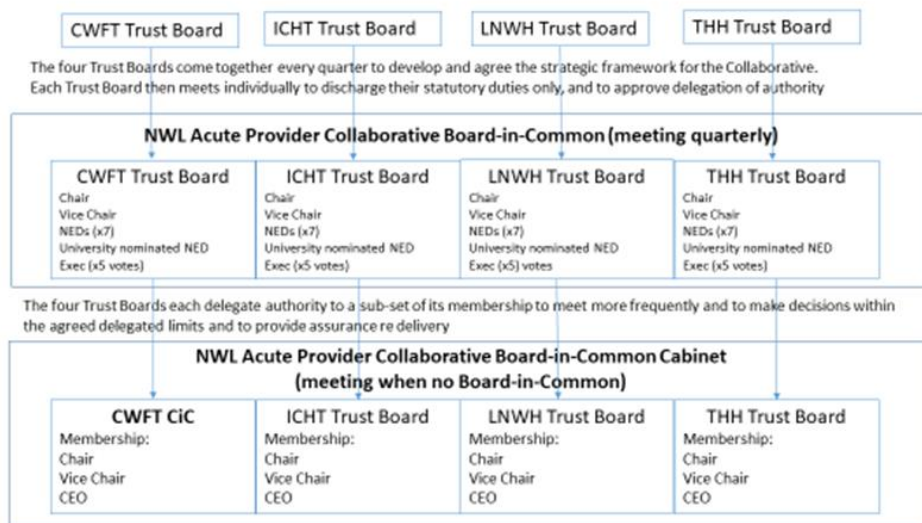 CWFT Trust Board
ICHT Trust Board
LNWH Trust Board
THH Trust Board
The four Trust Boards come together every quarter to develop and agree the strategic framework for the Collaborative.
Each Trust Board then meets individually to discharge their statutory duties only, and to approve delegation of authority
NWL Acute Provider Collaborative Board-in-Common (meeting quarterly)
CWFT Trust Board
Chair
Vice Chair
NEDs (x7)
University nominated NED
Exec (x5 votes)
ICHT Trust Board
Chair
Vice Chair
NEDs (x7)
University nominated NED
Exec (x5 votes)
LNWH Trust Board
Chair
Vice Chair
NEDs (x7)
University nominated NED
Exec (x5) votes
THH Trust Board
Chair
Vice Chair
NEDs (x7)
University nominated NED
Exec (x5 votes)
The four Trust Boards each delegate authority to a sub-set of its membership to meet more frequently and to make decisions within
the agreed delegated limits and to provide assurance re delivery
NWL Acute Provider Collaborative Board-in-Common Cabinet
(meeting when no Board-in-Common)
CWFT CiC
Membership:
Chair
Vice Chair
CEO
ICHT Trust Board
Membership:
Chair
Vice Chair
CEO
LNWH Trust Board
Membership:
Chair
Vice Chair
CEO
THH Trust Board
Membership:
Chair
Vice Chair
CEO